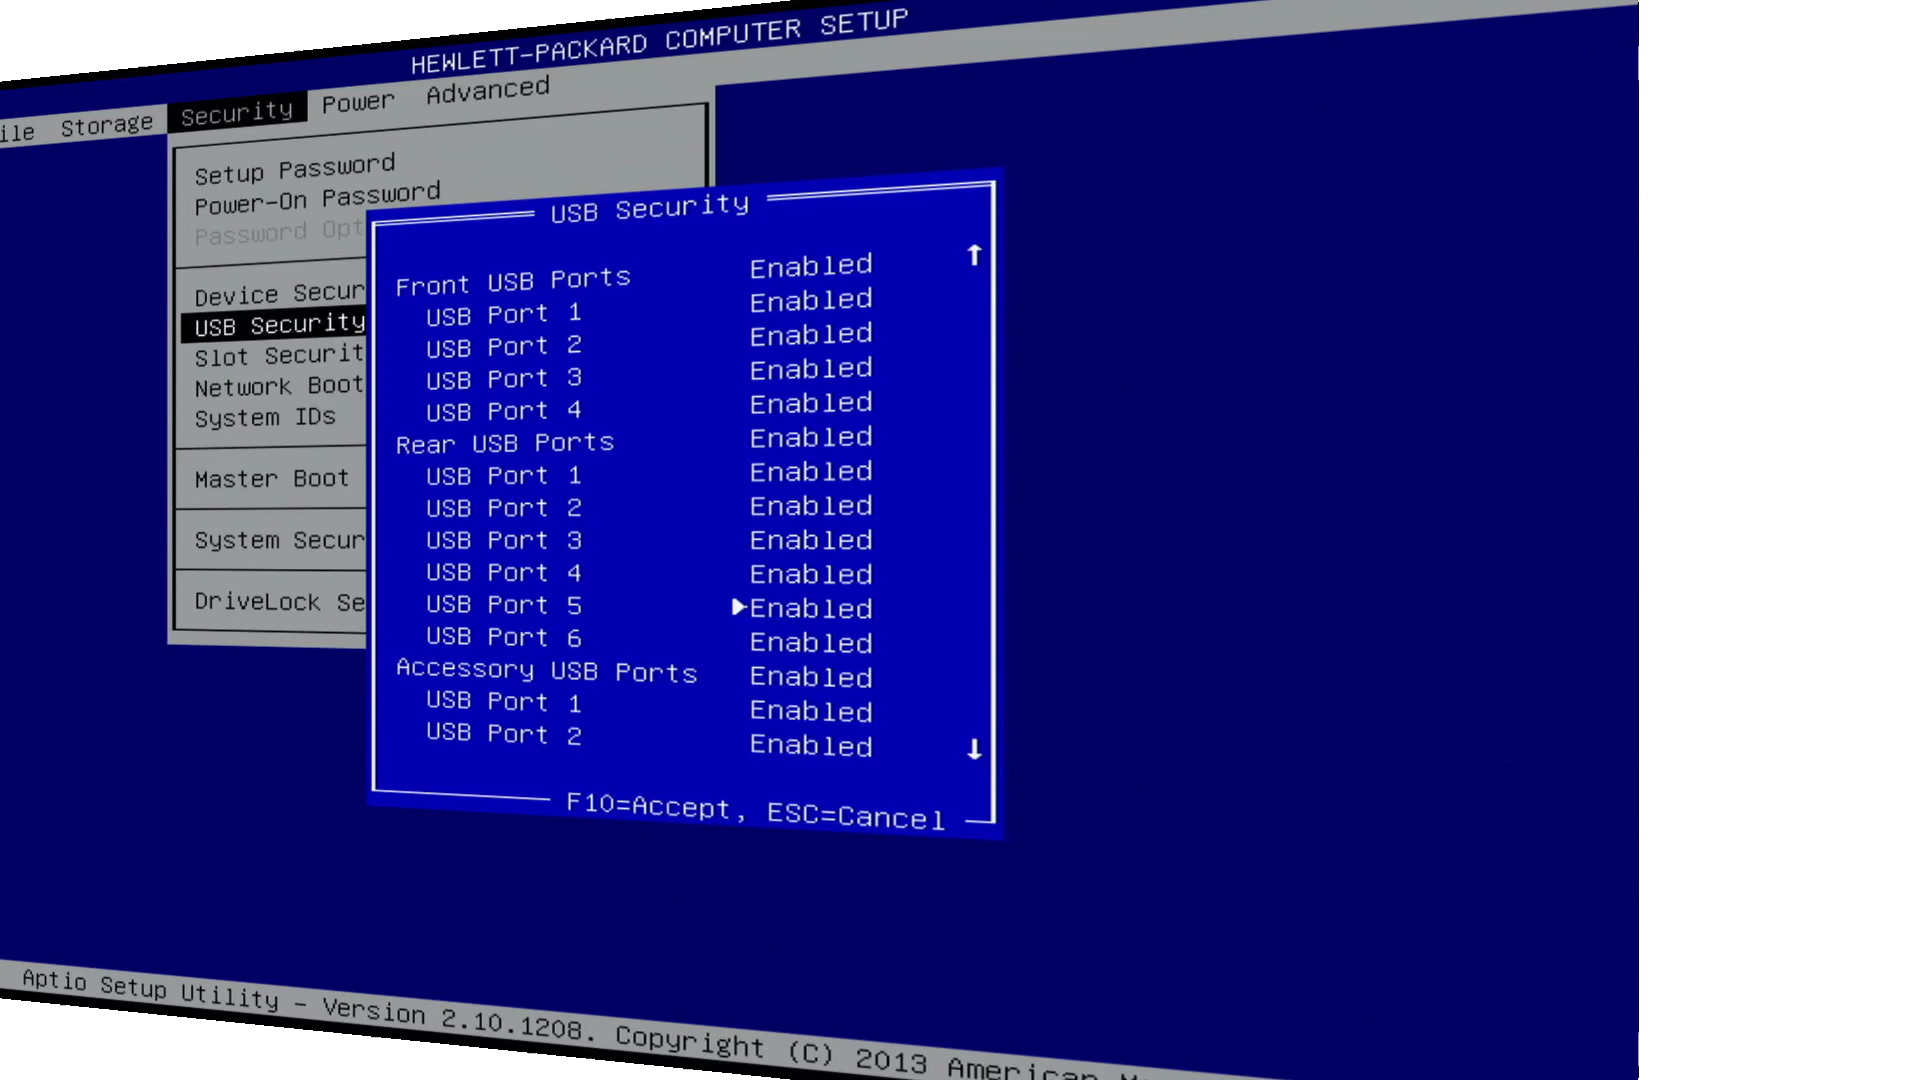 HEWLETT-PACKARD COMPUTER SETUP
ile Storage Security Power Advanced
Setup Password
Power-On Password
Password Opt
Device Secur
USB Security
Slot Securit
Network Boot
System IDs
Master Boot
System Secur
DriveLock Se
USB Security
Front USB Ports Enabled
USB Port 1 Enabled
USB Port 2 Enabled
USB Port 3 Enabled
USB Port 4 Enabled
Rear USB Ports Enabled
USB Port 1 Enabled
USB Port 2 Enabled
USB Port 3 Enabled
USB Port 4 Enabled
USB Port 5 Enabled
USB Port 6 Enabled
Accessory USB Ports Enabled
USB Port 1 Enabled
USB Port 2 Enabled
F10=Accept, ESC=Cancel
Aptio Setup Utility - Version 2.10.1208. Copyright (C) 2013 American